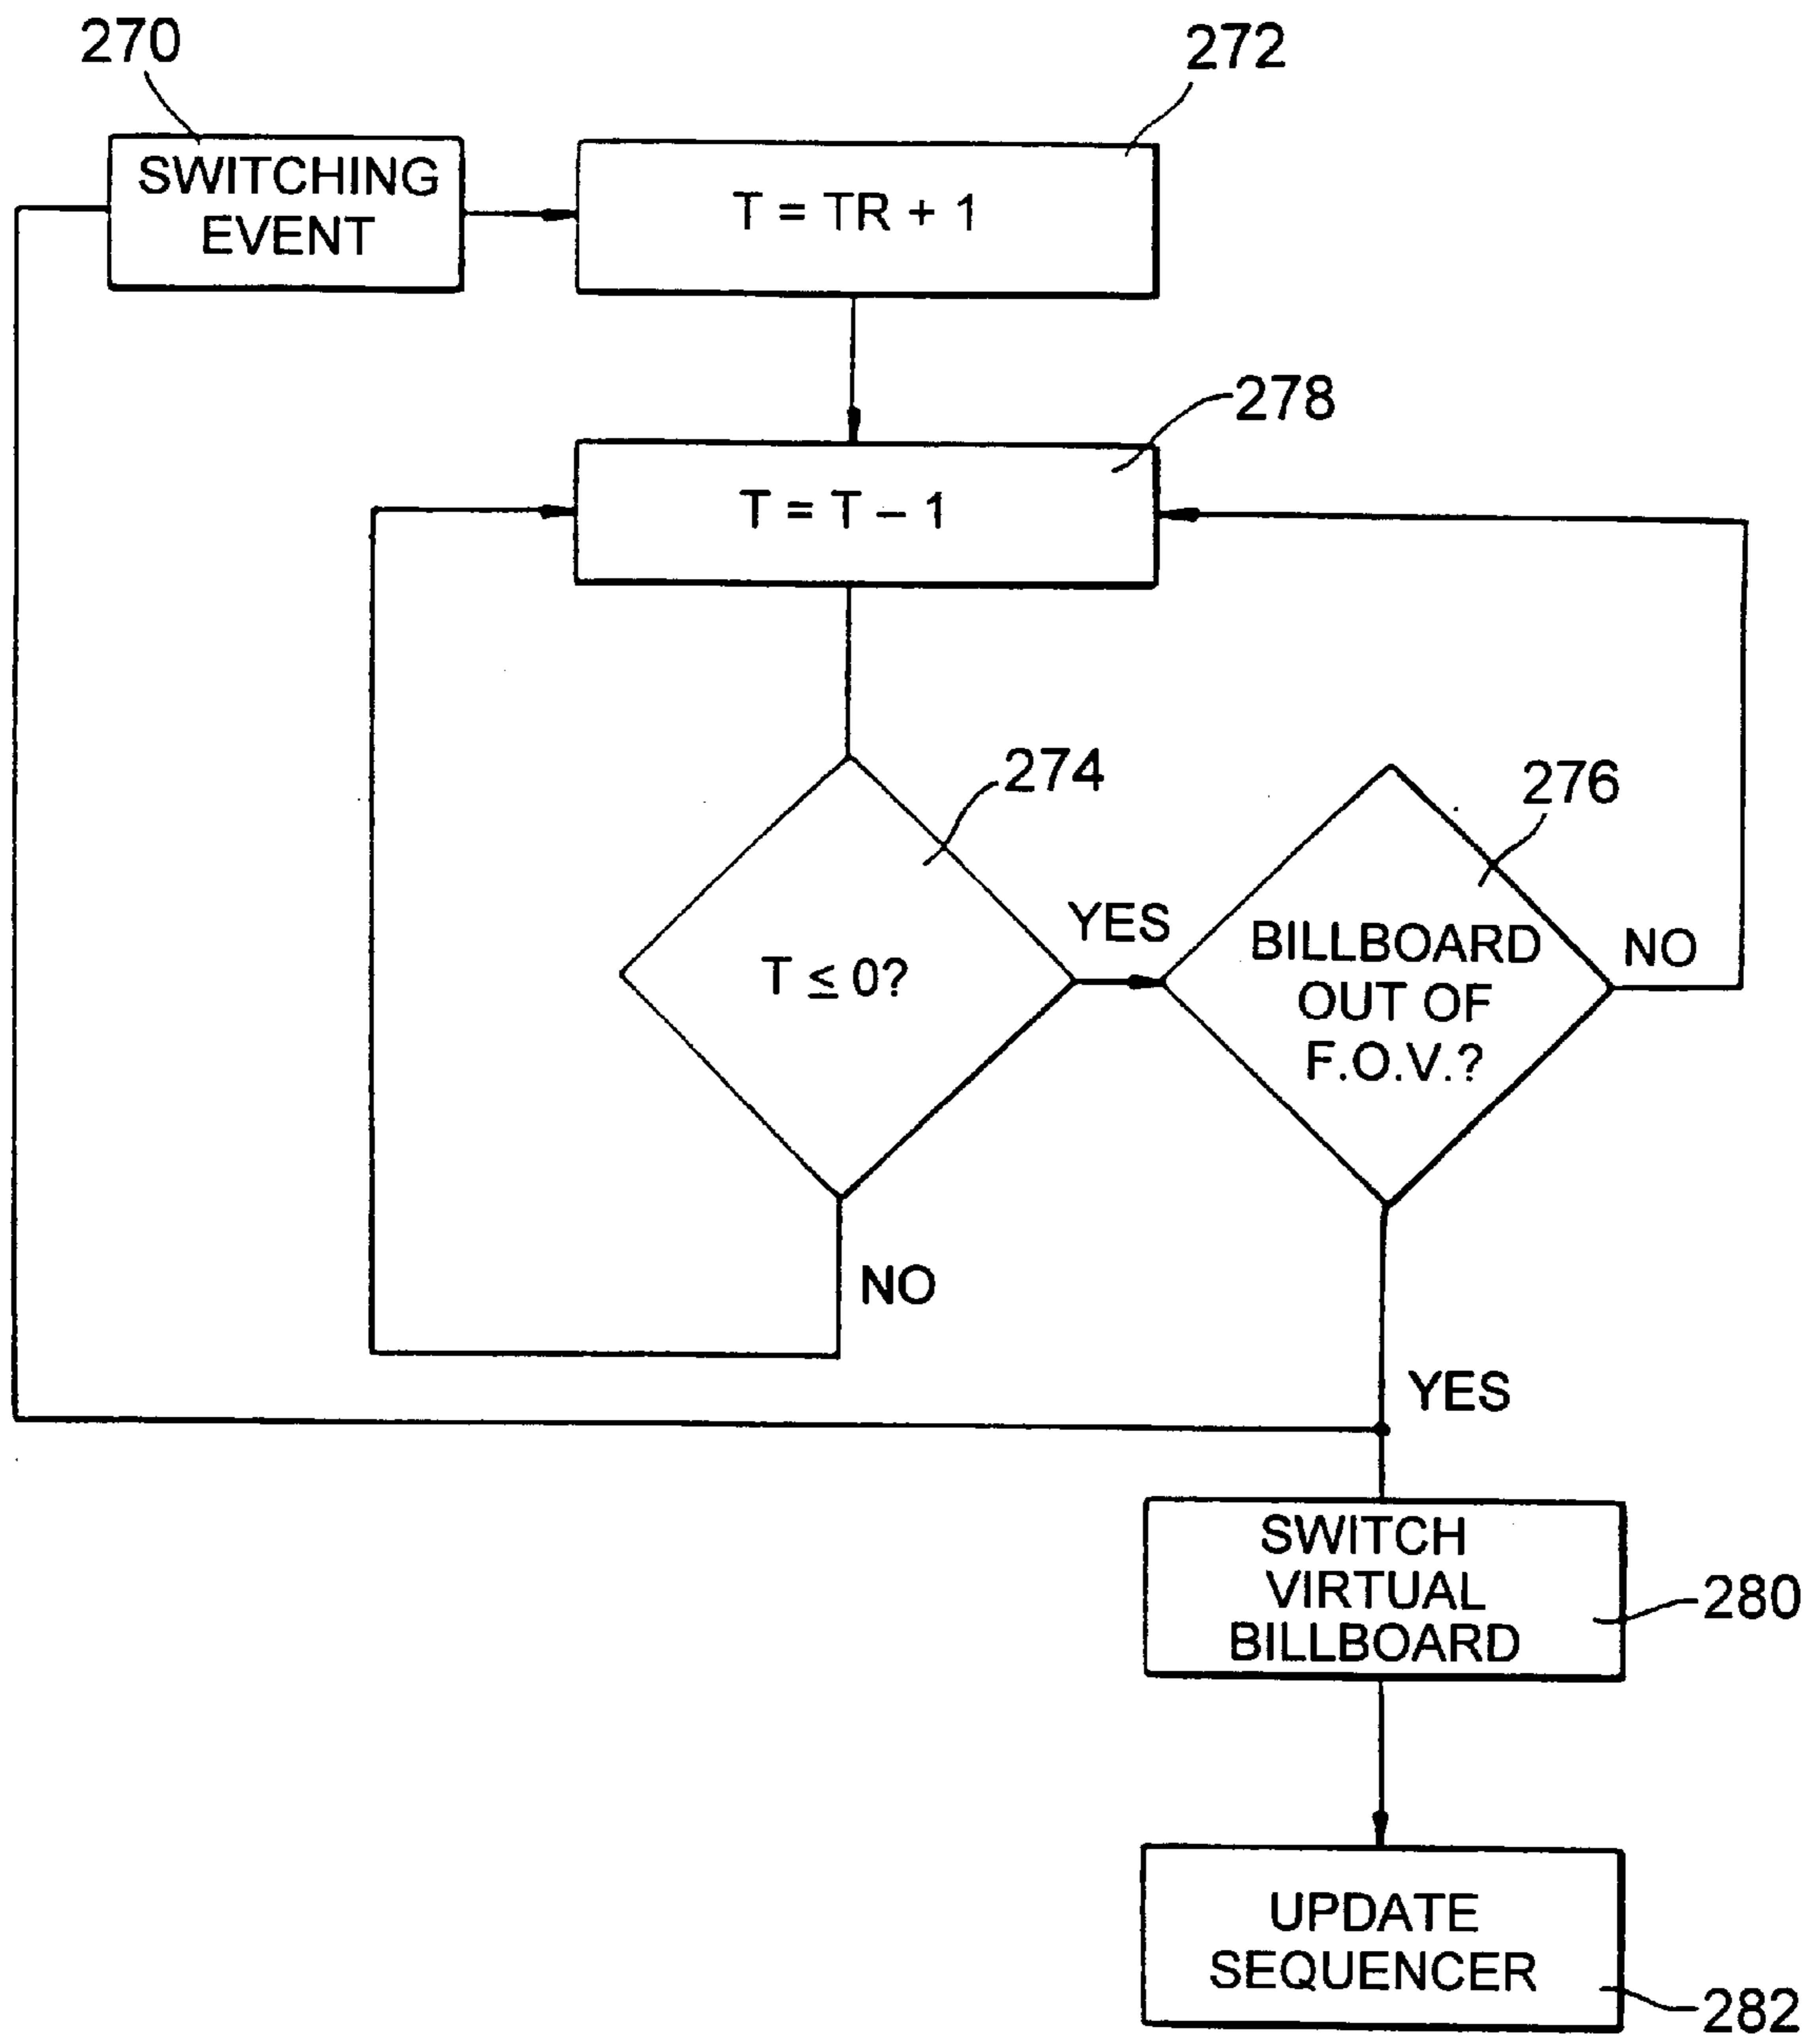 270
272
SWITCHING
EVENT
T = TR + 1
278
T = T – 1
274
276
YES
BILLBOARD
OUT OF
F.O.V.?
NO
T ≤ 0?
NO
YES
SWITCH
VIRTUAL
BILLBOARD
280
UPDATE
SEQUENCER
282